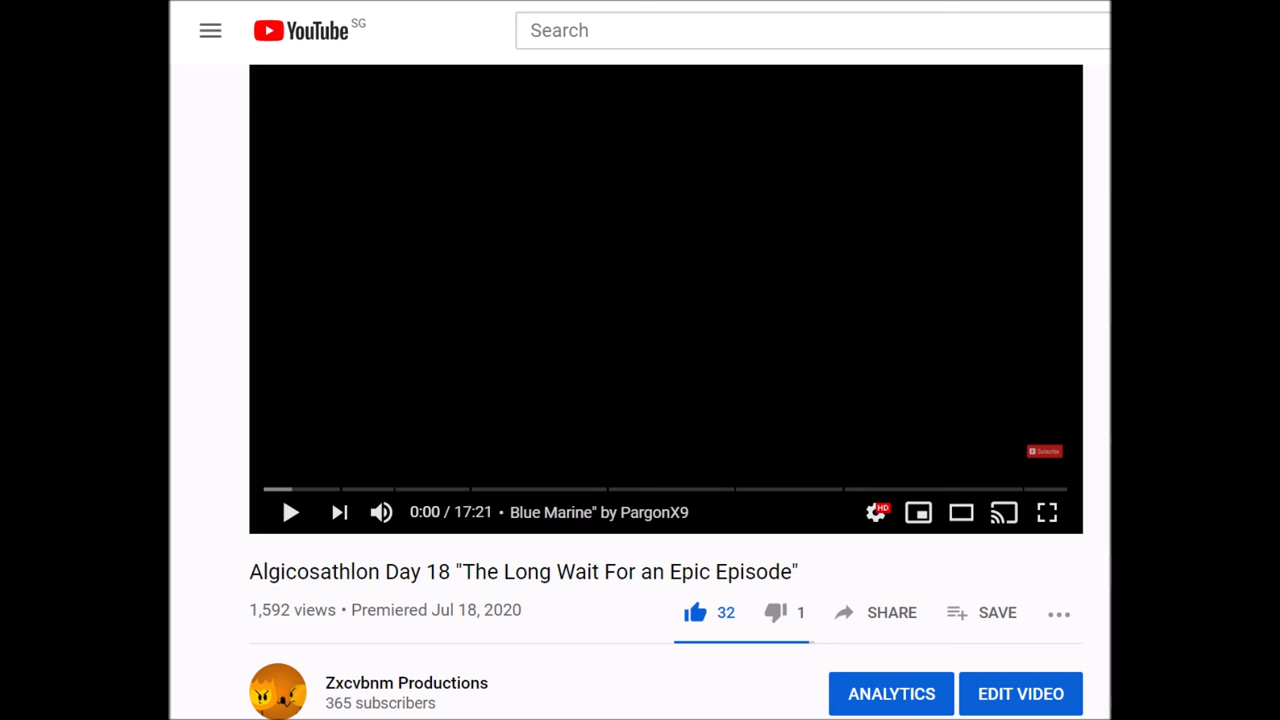 YouTube SG
Search
Subscribe
0:00 / 17:21 • Blue Marine" by PargonX9
HD
Algicosathlon Day 18 "The Long Wait For an Epic Episode"
1,592 views • Premiered Jul 18, 2020
32
1
SHARE
SAVE
Zxcvbnm Productions
365 subscribers
ANALYTICS
EDIT VIDEO